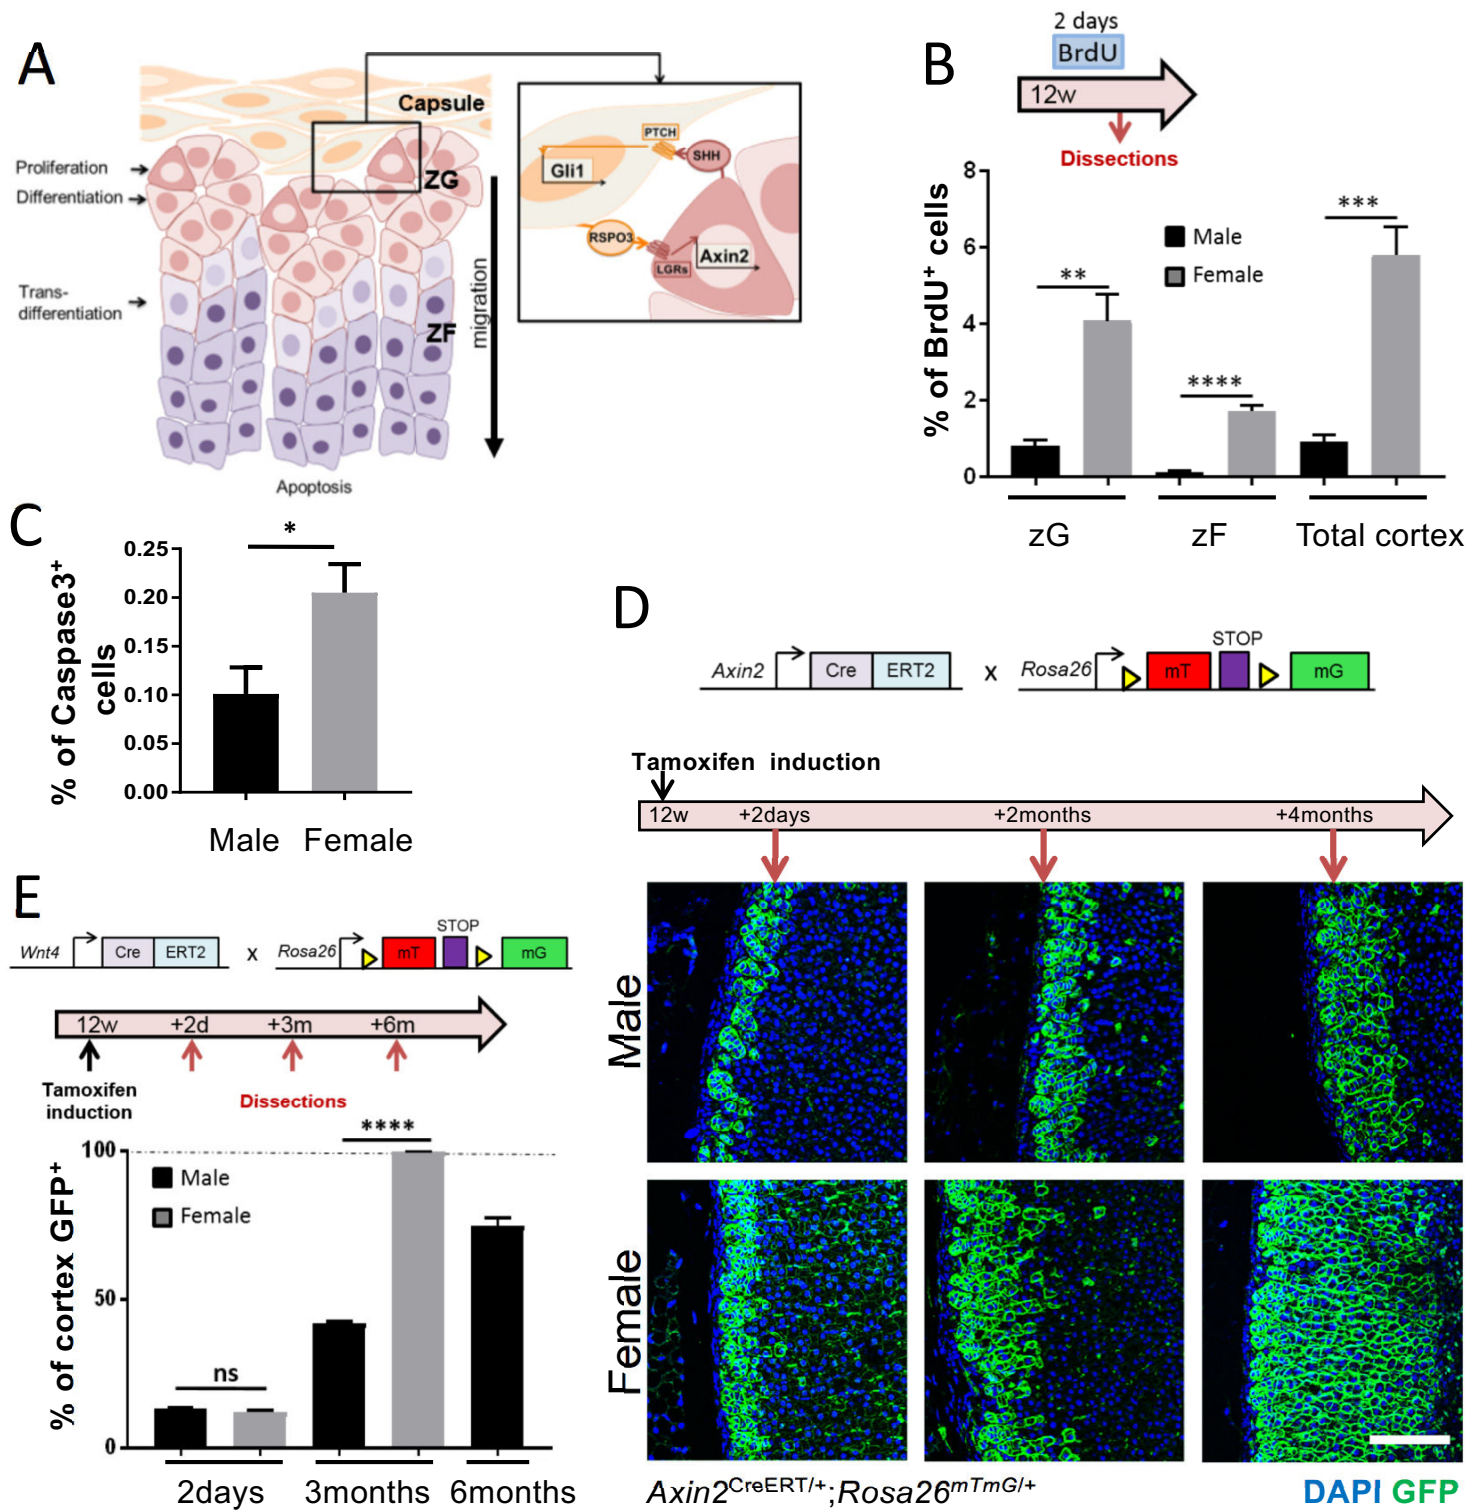 A
Capsule
Proliferation
Differentiation
ZG
Trans-
differentiation
ZF
migration
Apoptosis
PTCH
SHH
Gli1
RSPO3
LGRs
Axin2
B
2 days
BrdU
12w
Dissections
% of BrdU+ cells
8
6
4
2
0
Male
Female
**
****
***
zG zF Total cortex
C
% of Caspase3+
cells
0.25
0.20
0.15
0.10
0.05
0.00
*
Male Female
D
Axin2 Cre ERT2 x Rosa26 mT STOP mG
Tamoxifen induction
12w +2days +2months +4months
Male
Female
Axin2CreERT/+;Rosa26mTmG/+
DAPI GFP
E
Wnt4 Cre ERT2 x Rosa26 mT STOP mG
12w +2d +3m +6m
Tamoxifen
induction
Dissections
% of cortex GFP+
100
50
0
Male
Female
ns
****
2days 3months 6months